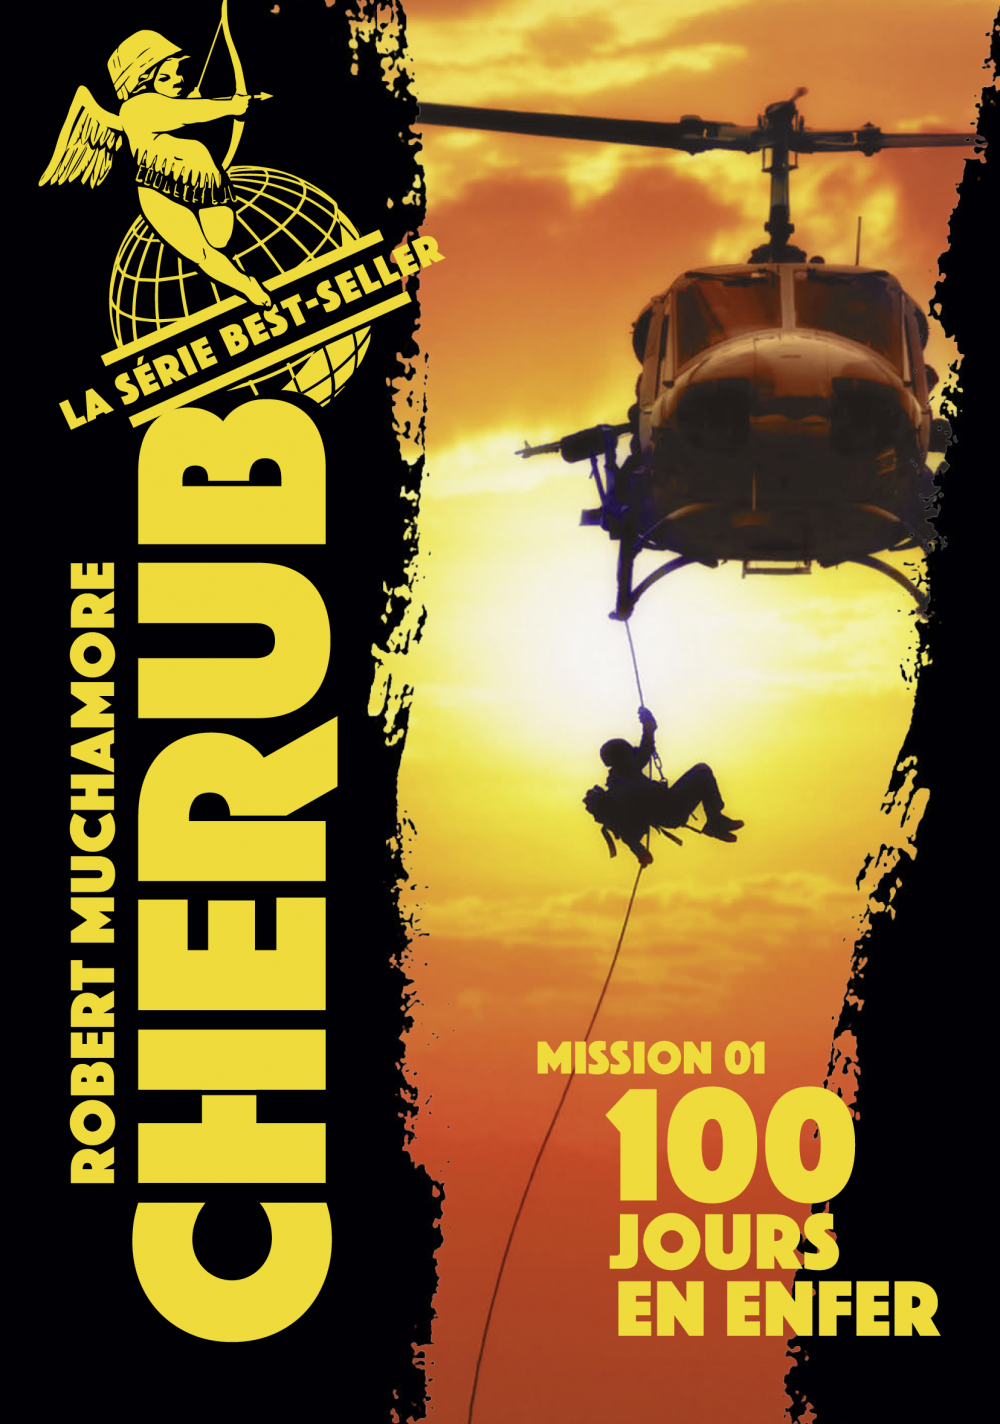 LA SÉRIE BEST-SELLER
ROBERT MUCHAMORE
CHERUB
MISSION 01
100
JOURS
EN ENFER